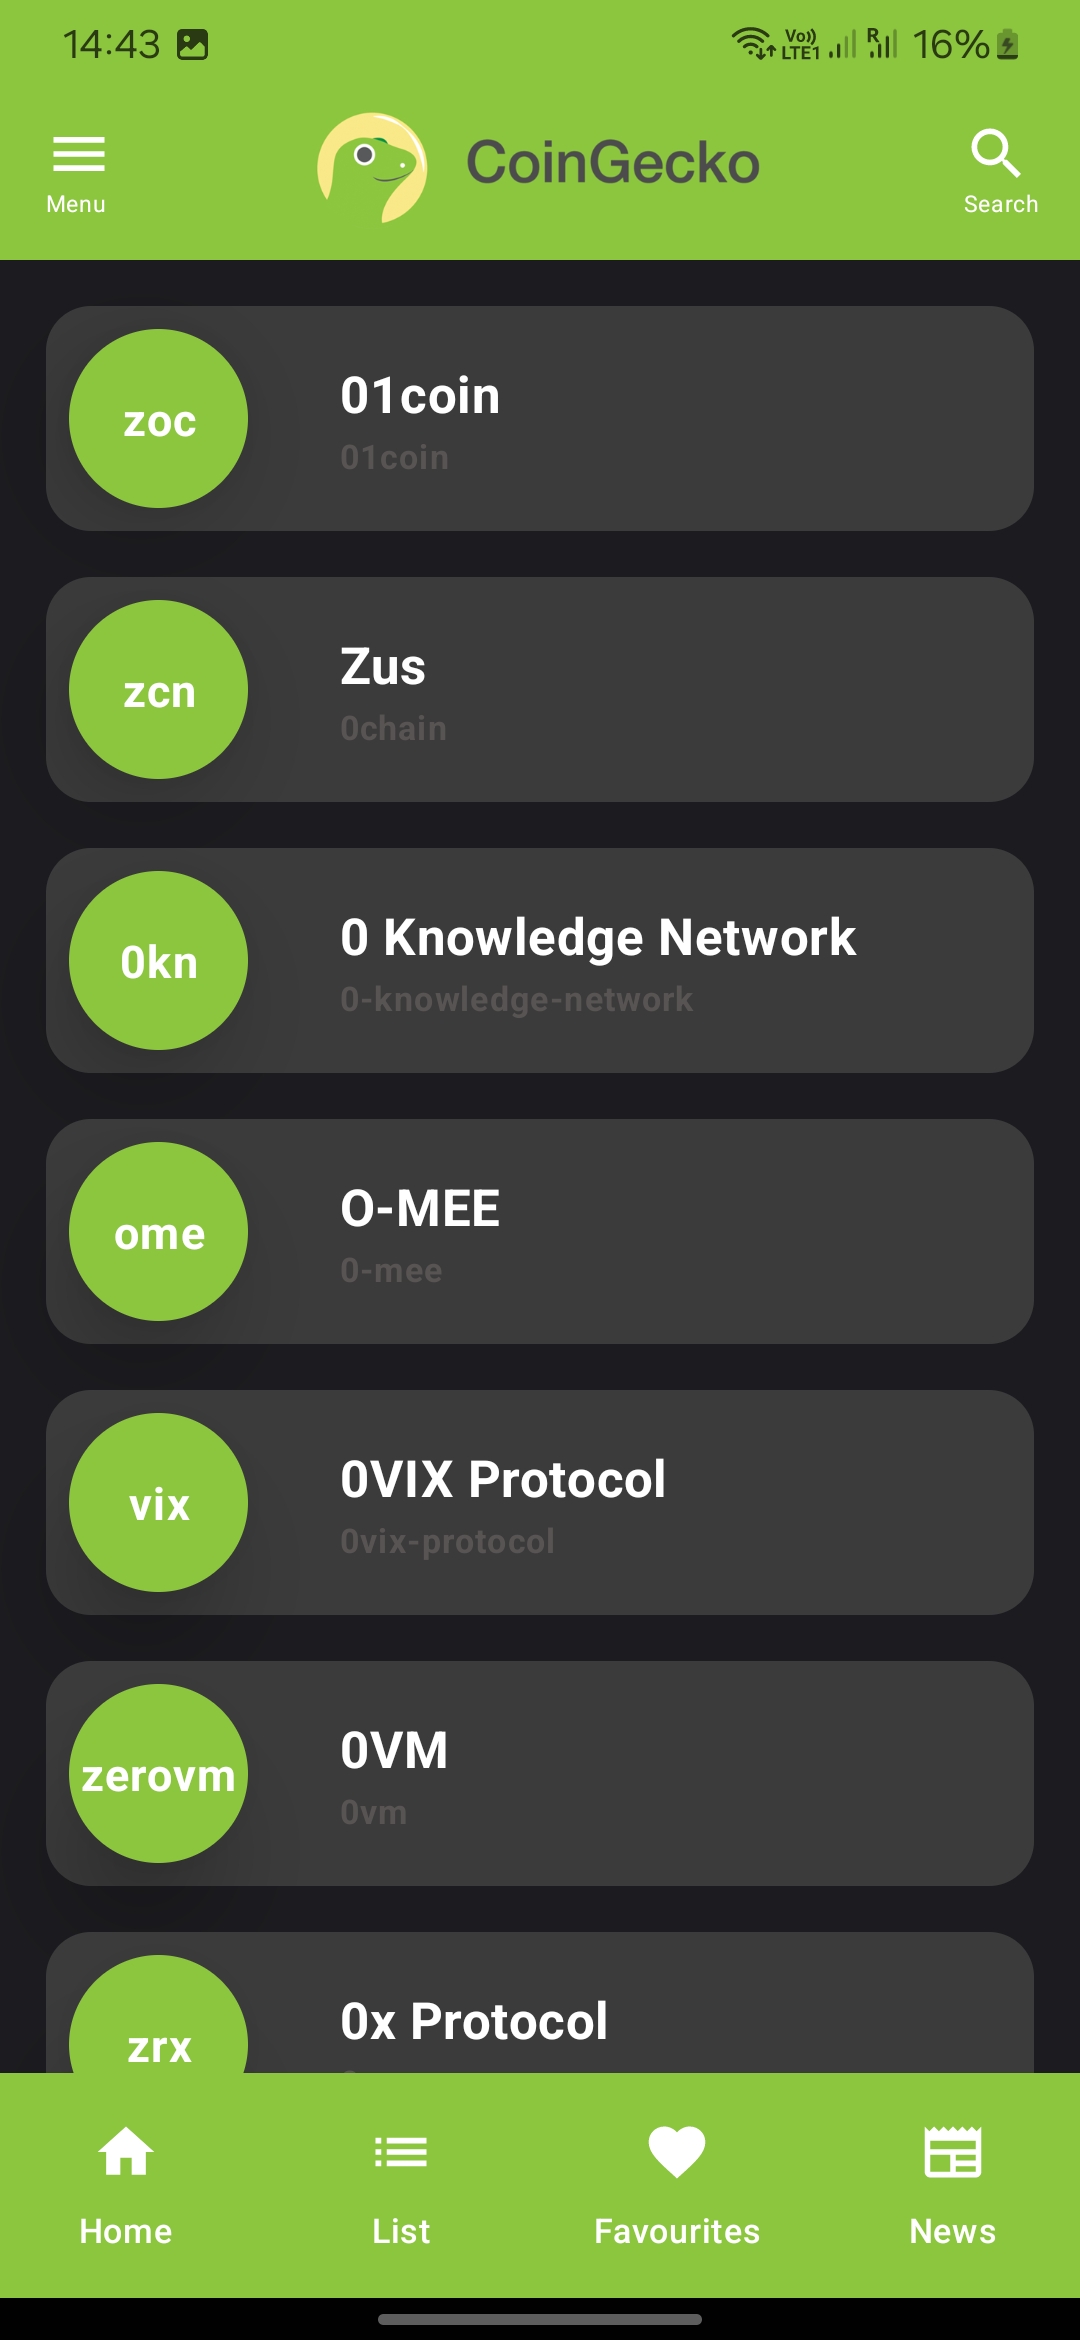 14:43 Vo)) LTE1 R 16%
Menu
CoinGecko
Search
zoc
01coin
01coin
zcn
Zus
0chain
0kn
0 Knowledge Network
0-knowledge-network
ome
O-MEE
0-mee
vix
0VIX Protocol
0vix-protocol
zerovm
0VM
0vm
zrx
0x Protocol
Home
List
Favourites
News